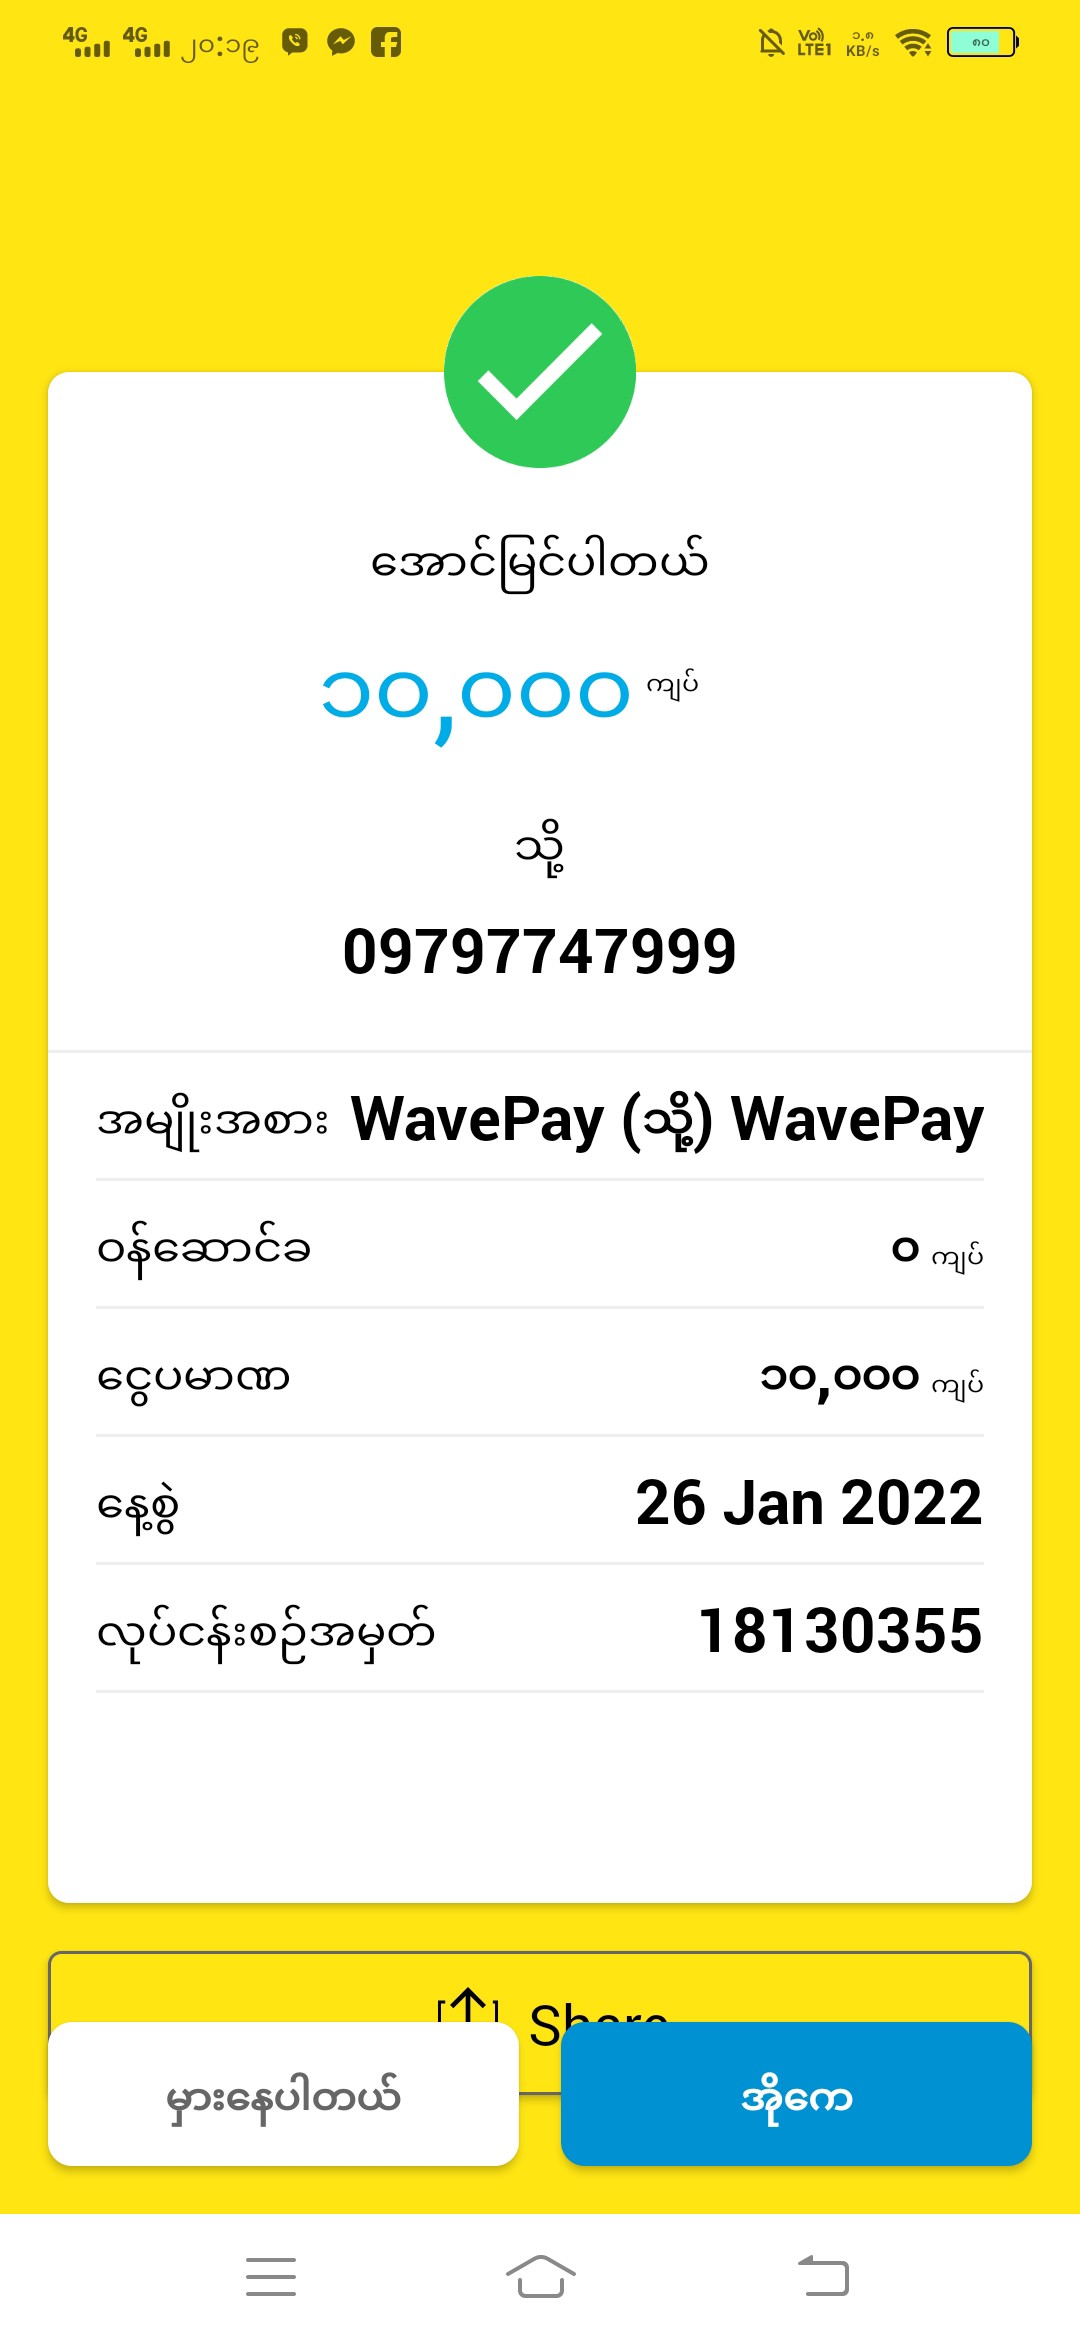 4G 4G ၂၀:၁၉ Vo)) LTE1 ၁.၈ KB/s ၈၀
အောင်မြင်ပါတယ်
၁၀,၀၀၀ ကျပ်
သို့
09797747999
အမျိုးအစား WavePay (သို့) WavePay
ဝန်ဆောင်ခ ၀ ကျပ်
ငွေပမာဏ ၁၀,၀၀၀ ကျပ်
နေ့စွဲ 26 Jan 2022
လုပ်ငန်းစဉ်အမှတ် 18130355
Share
မှားနေပါတယ် အိုကေ